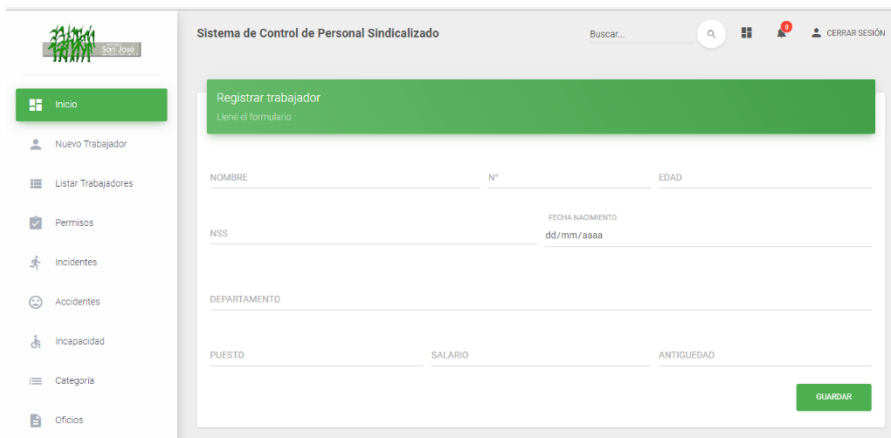 San José
Sistema de Control de Personal Sindicalizado
Buscar...
0
CERRAR SESIÓN
Inicio
Nuevo Trabajador
Listar Trabajadores
Permisos
Incidentes
Accidentes
Incapacidad
Categoría
Oficios
Registrar trabajador
Llene el formulario
NOMBRE N° EDAD
NSS
FECHA NACIMIENTO
dd/mm/aaaa
DEPARTAMENTO
PUESTO SALARIO ANTIGUEDAD
GUARDAR